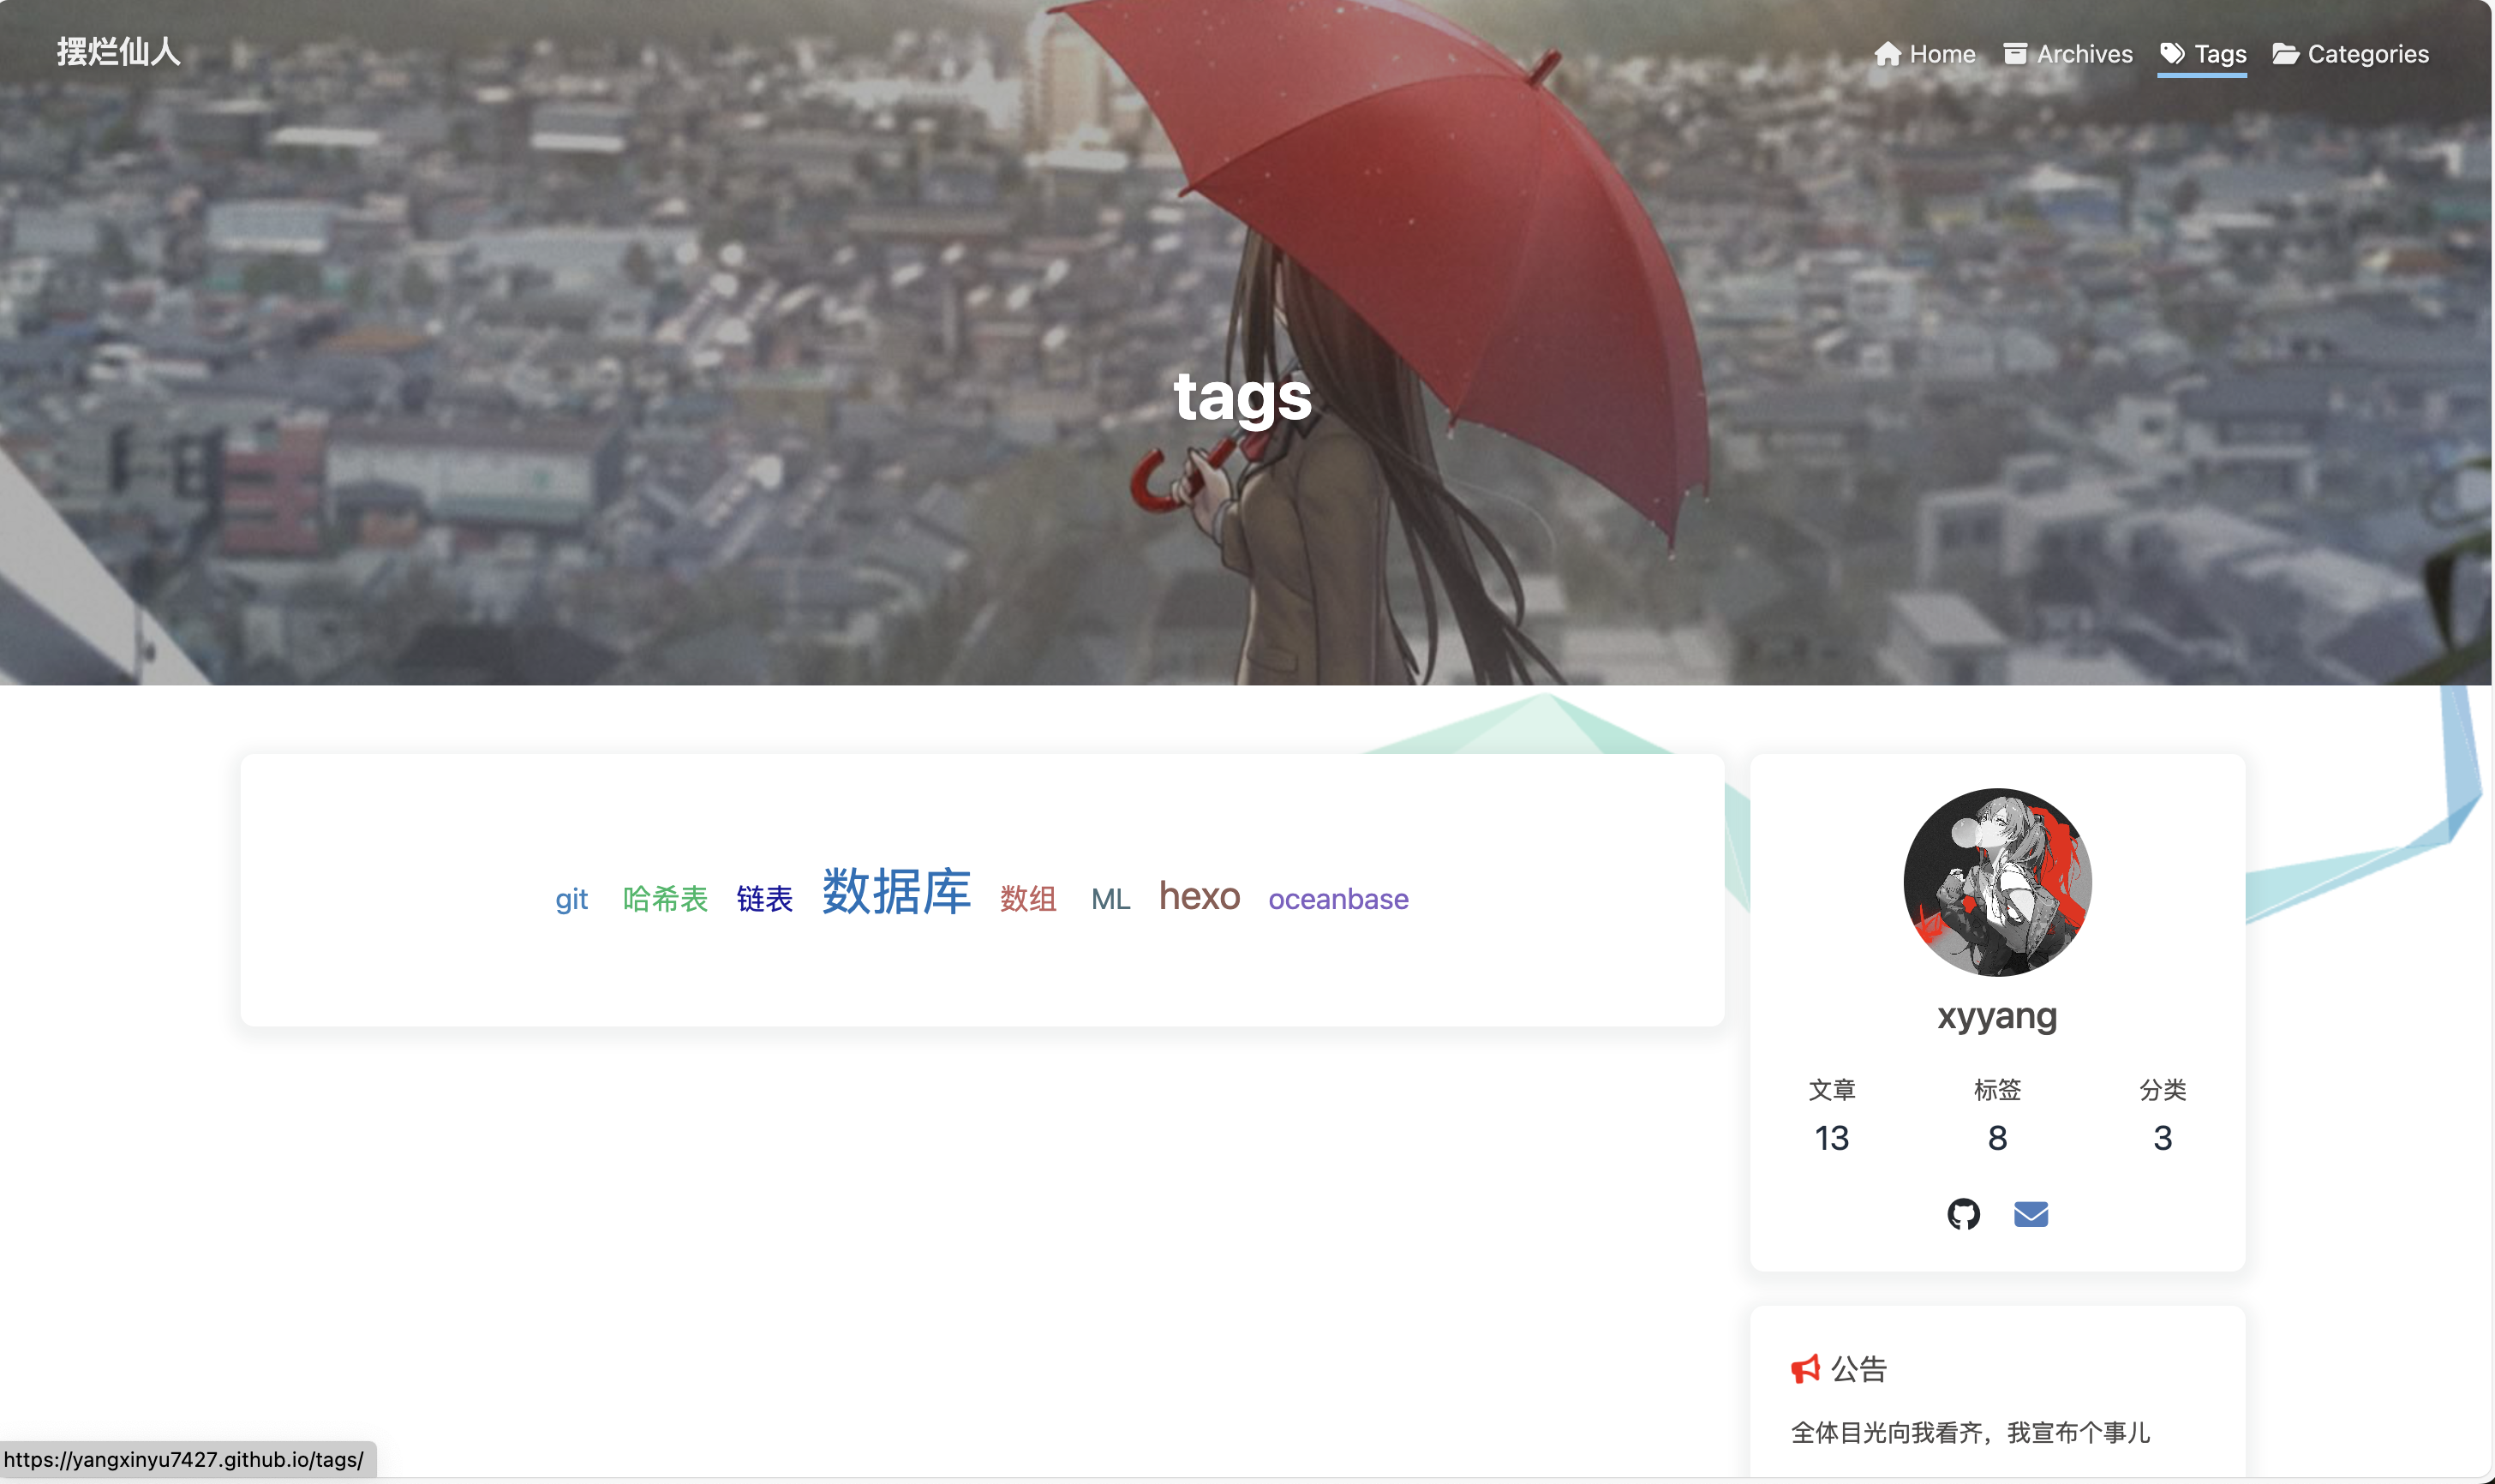 摆烂仙人
Home Archives Tags Categories
tags
git 哈希表 链表 数据库 数组 ML hexo oceanbase
xyyang
文章 标签 分类
13 8 3
公告
全体目光向我看齐，我宣布个事儿
https://yangxinyu7427.github.io/tags/